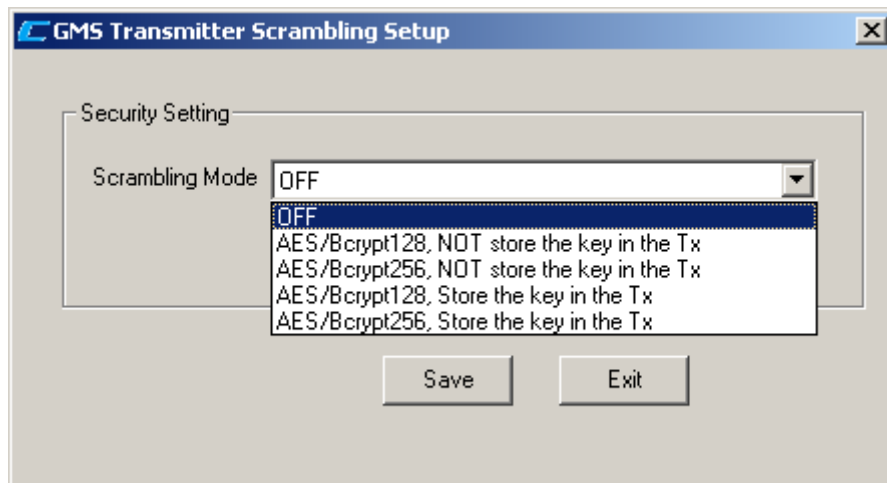 GMS Transmitter Scrambling Setup
Security Setting
Scrambling Mode OFF
OFF
AES/Bcrypt128, NOT store the key in the Tx
AES/Bcrypt256, NOT store the key in the Tx
AES/Bcrypt128, Store the key in the Tx
AES/Bcrypt256, Store the key in the Tx
Save Exit